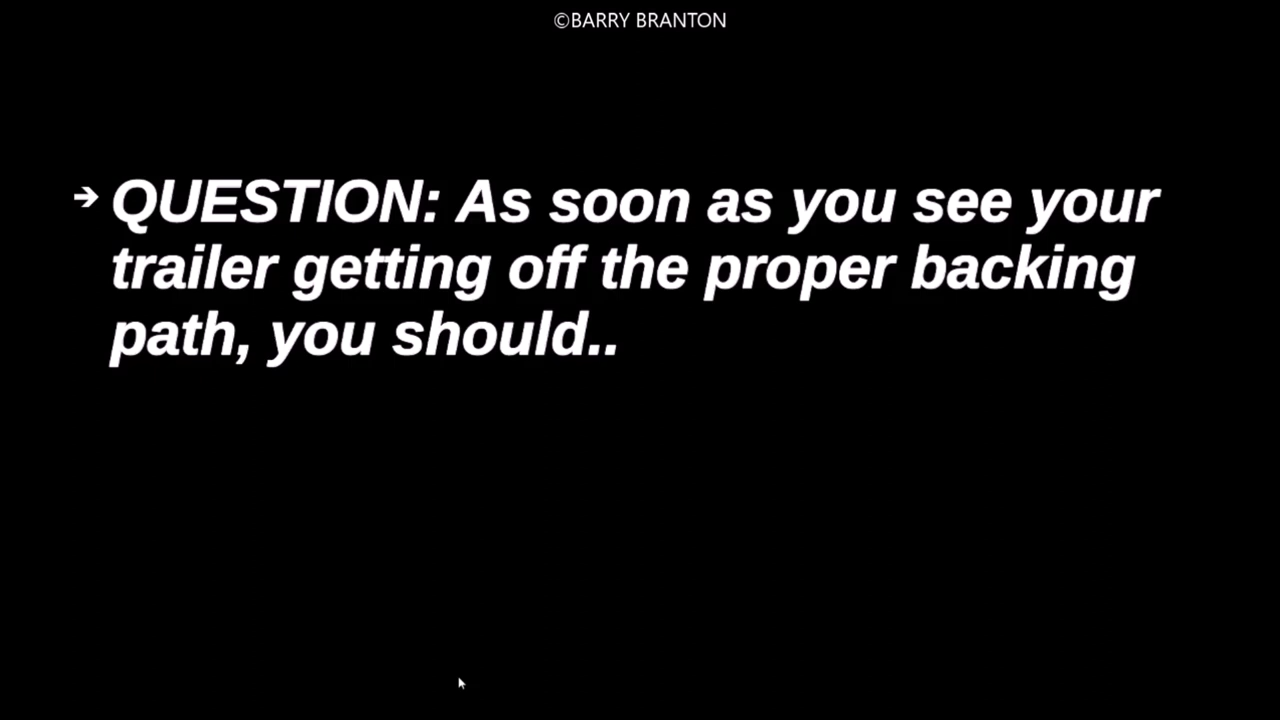 ©BARRY BRANTON
➔ QUESTION: As soon as you see your
trailer getting off the proper backing
path, you should..